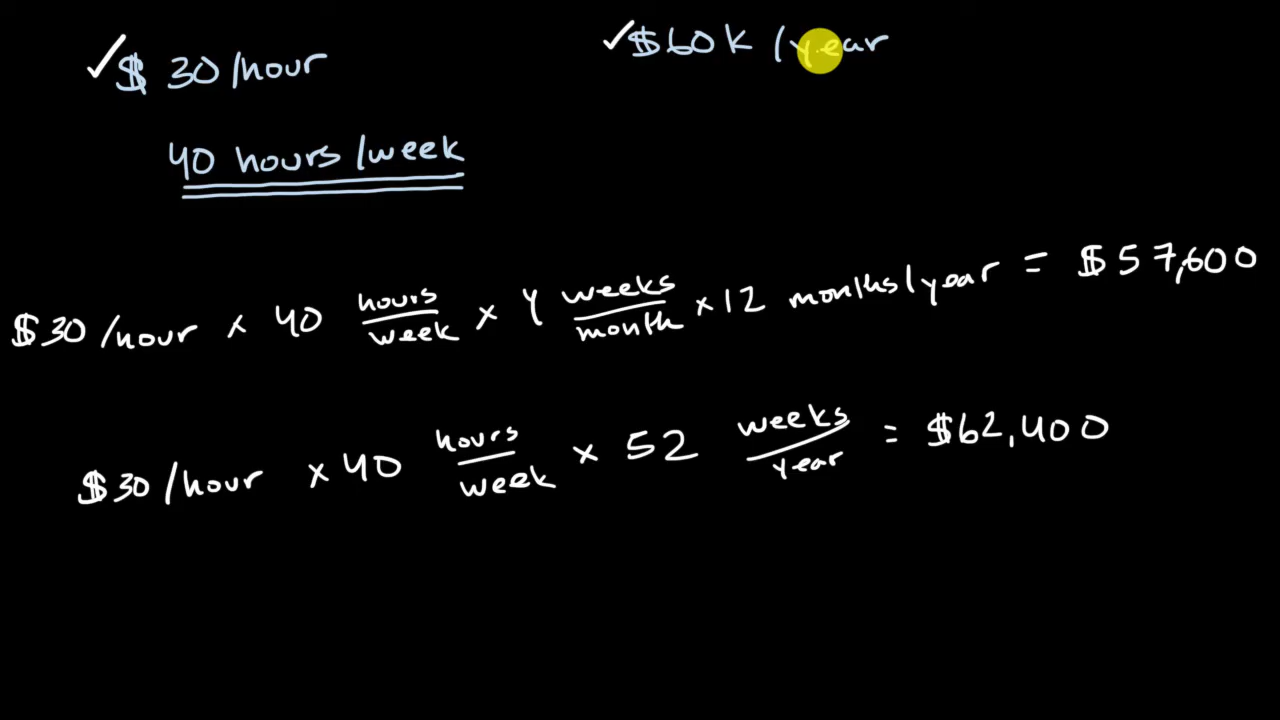 $30/hour
$60K/year
40 hours/week
$30/hour × 40 hours/week × 4 weeks/month × 12 months/year = $57,600
$30/hour × 40 hours/week × 52 weeks/year = $62,400